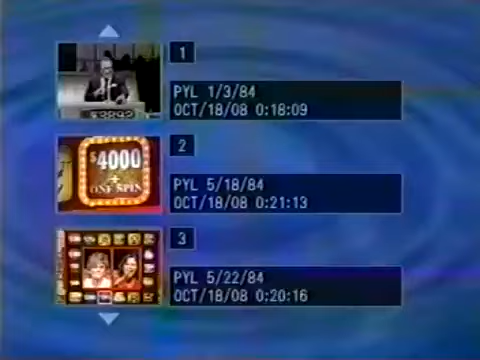 1
PYL 1/3/84
OCT/18/08 0:18:09
$3892
2
$4000
+
ONE SPIN
PYL 5/18/84
OCT/18/08 0:21:13
3
PYL 5/22/84
OCT/18/08 0:20:16